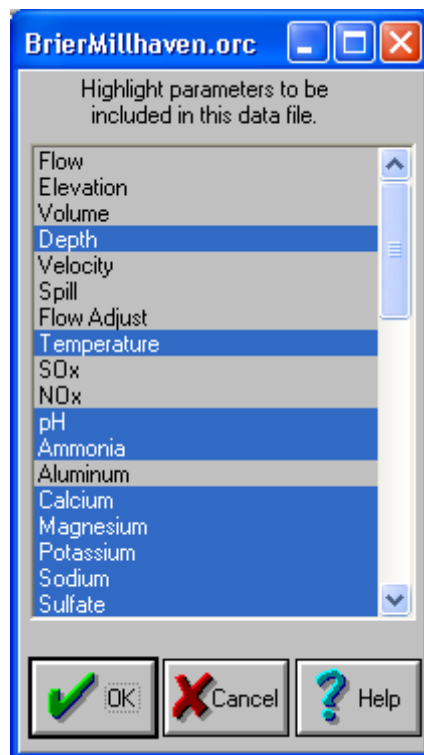 BrierMillhaven.orc
Highlight parameters to be
included in this data file.
Flow
Elevation
Volume
Depth
Velocity
Spill
Flow Adjust
Temperature
SOx
NOx
pH
Ammonia
Aluminum
Calcium
Magnesium
Potassium
Sodium
Sulfate
OK Cancel Help